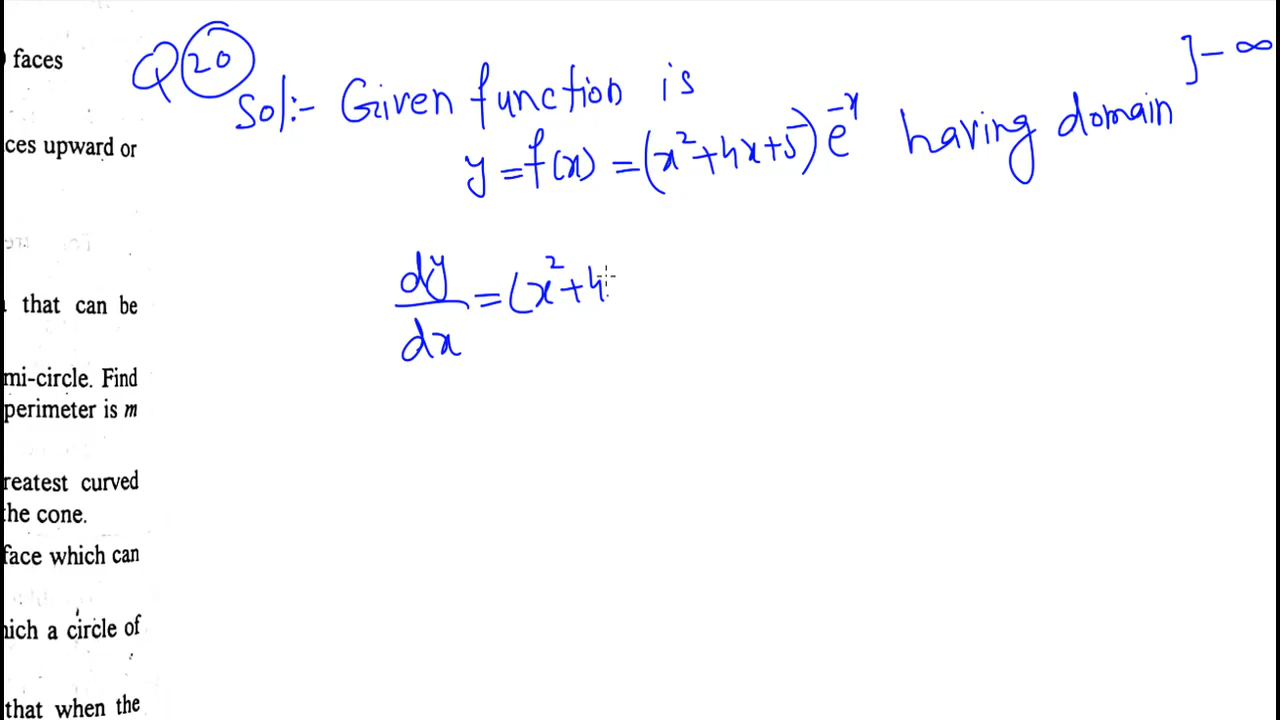 faces
ces upward or
that can be
mi-circle. Find
perimeter is m
reatest curved
he cone.
face which can
ich a circle of
that when the
Q 20
Sol:- Given function is
y = f(x) = (x²+4x+5)e⁻ˣ having domain ]-∞
dy/dx = (x²+4